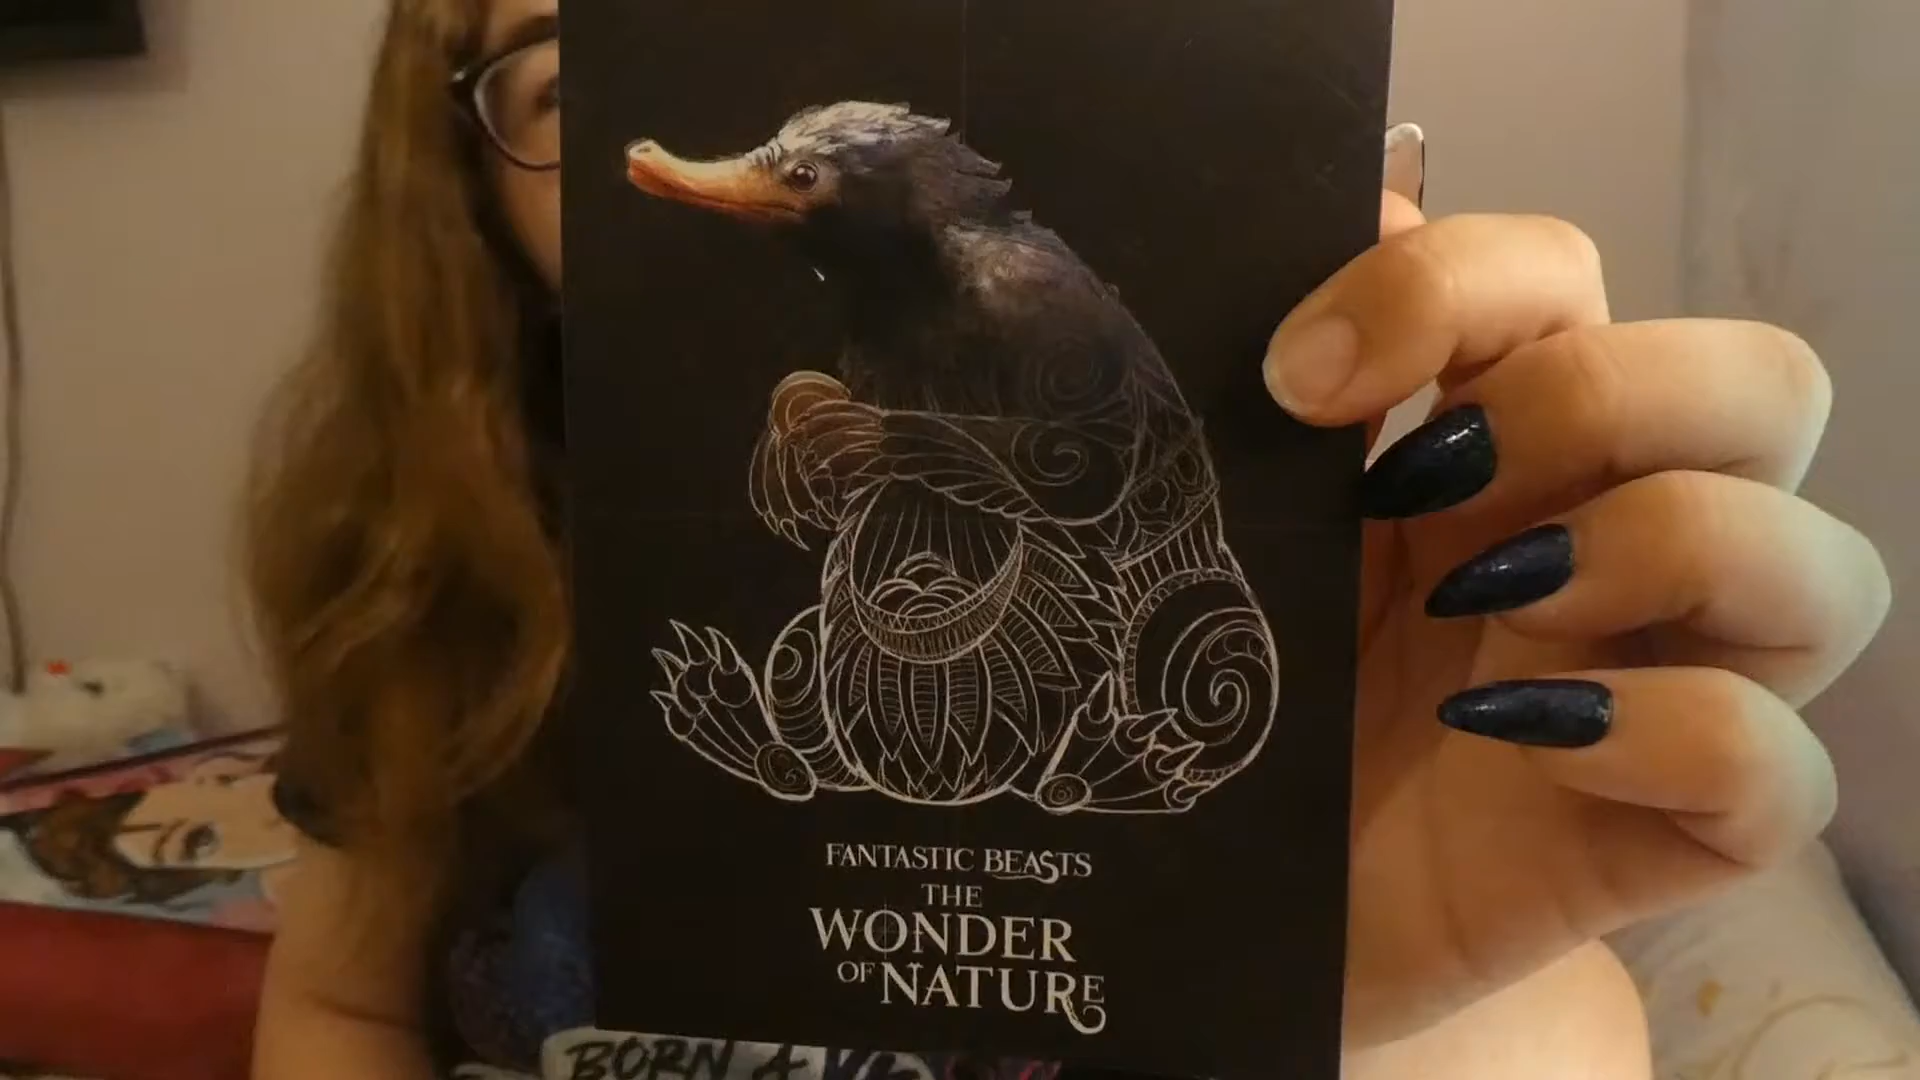 FANTASTIC BEASTS
THE
WONDER
OF NATURE
BORN A